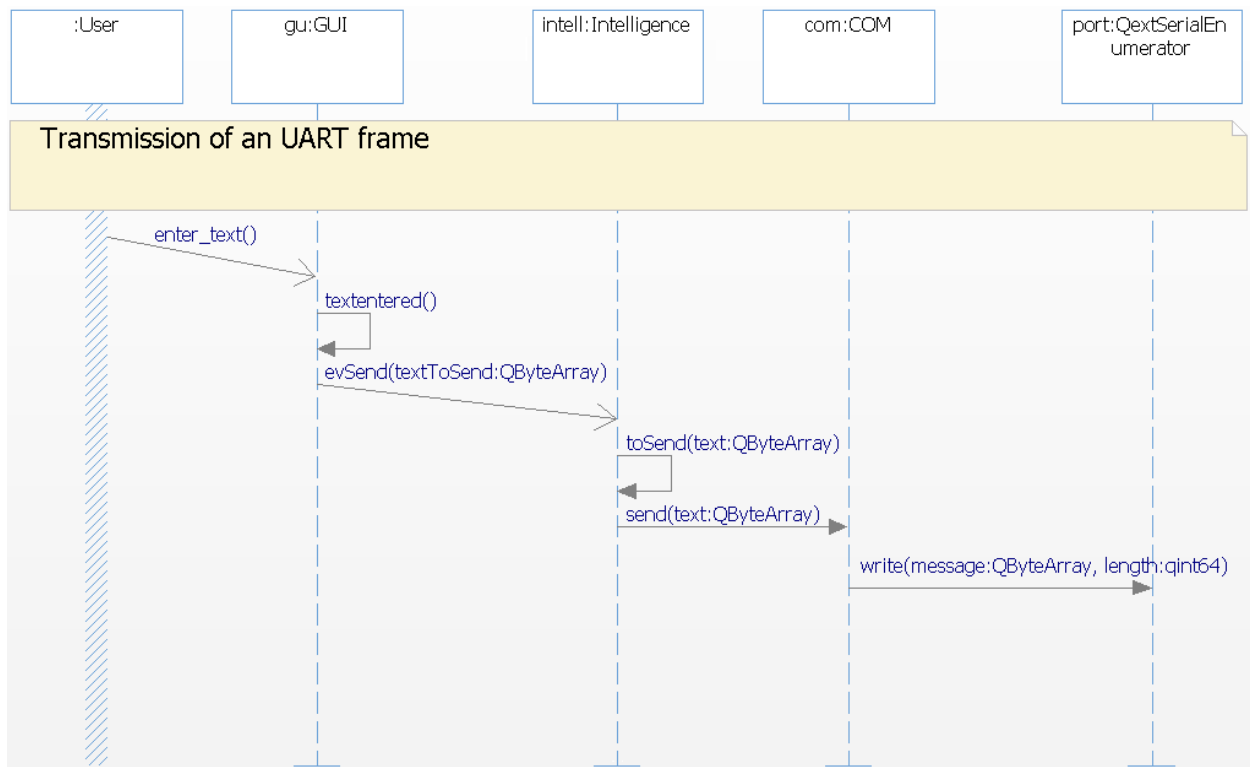 :User
gu:GUI
intell:Intelligence
com:COM
port:QextSerialEn
umerator
Transmission of an UART frame
enter_text()
textentered()
evSend(textToSend:QByteArray)
toSend(text:QByteArray)
send(text:QByteArray)
write(message:QByteArray, length:qint64)